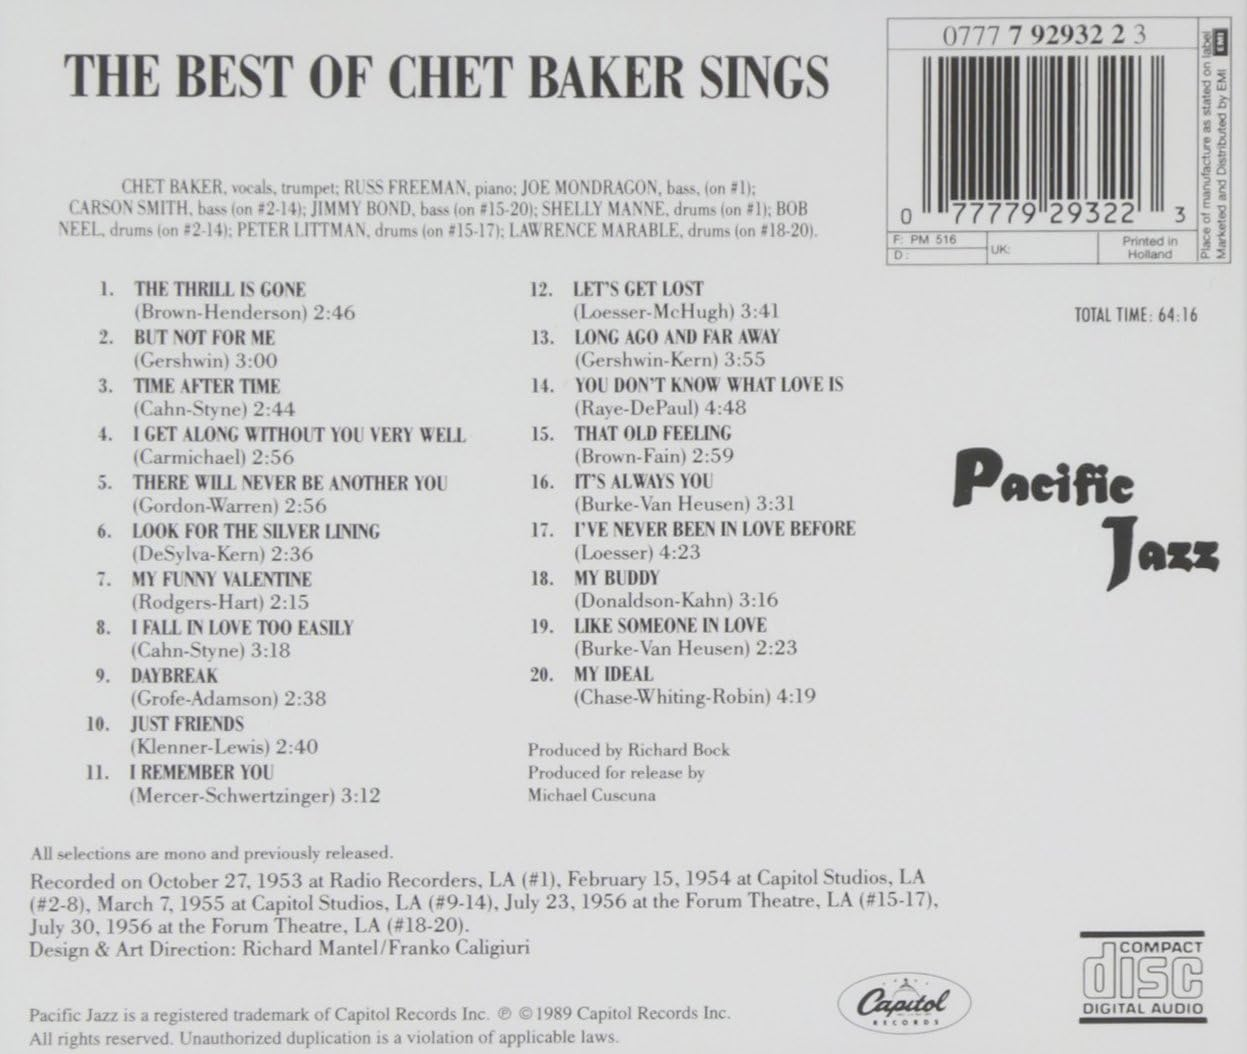 THE BEST OF CHET BAKER SINGS
CHET BAKER, vocals, trumpet; RUSS FREEMAN, piano; JOE MONDRAGON, bass, (on #1);
CARSON SMITH, bass (on #2-14); JIMMY BOND, bass (on #15-20); SHELLY MANNE, drums (on #1); BOB
NEEL, drums (on #2-14); PETER LITTMAN, drums (on #15-17); LAWRENCE MARABLE, drums (on #18-20).
1. THE THRILL IS GONE
(Brown-Henderson) 2:46
2. BUT NOT FOR ME
(Gershwin) 3:00
3. TIME AFTER TIME
(Cahn-Styne) 2:44
4. I GET ALONG WITHOUT YOU VERY WELL
(Carmichael) 2:56
5. THERE WILL NEVER BE ANOTHER YOU
(Gordon-Warren) 2:56
6. LOOK FOR THE SILVER LINING
(DeSylva-Kern) 2:36
7. MY FUNNY VALENTINE
(Rodgers-Hart) 2:15
8. I FALL IN LOVE TOO EASILY
(Cahn-Styne) 3:18
9. DAYBREAK
(Grofe-Adamson) 2:38
10. JUST FRIENDS
(Klenner-Lewis) 2:40
11. I REMEMBER YOU
(Mercer-Schwertzinger) 3:12
12. LET'S GET LOST
(Loesser-McHugh) 3:41
13. LONG AGO AND FAR AWAY
(Gershwin-Kern) 3:55
14. YOU DON'T KNOW WHAT LOVE IS
(Raye-DePaul) 4:48
15. THAT OLD FEELING
(Brown-Fain) 2:59
16. IT'S ALWAYS YOU
(Burke-Van Heusen) 3:31
17. I'VE NEVER BEEN IN LOVE BEFORE
(Loesser) 4:23
18. MY BUDDY
(Donaldson-Kahn) 3:16
19. LIKE SOMEONE IN LOVE
(Burke-Van Heusen) 2:23
20. MY IDEAL
(Chase-Whiting-Robin) 4:19
Produced by Richard Bock
Produced for release by
Michael Cuscuna
0777 7 92932 2 3
0 77779 29322 3
F: PM 516
D:
UK:
Printed in
Holland
Place of manufacture as stated on label
Marketed and Distributed by EMI
EMI
TOTAL TIME: 64:16
Pacific
Jazz
All selections are mono and previously released.
Recorded on October 27, 1953 at Radio Recorders, LA (#1), February 15, 1954 at Capitol Studios, LA
(#2-8), March 7, 1955 at Capitol Studios, LA (#9-14), July 23, 1956 at the Forum Theatre, LA (#15-17),
July 30, 1956 at the Forum Theatre, LA (#18-20).
Design & Art Direction: Richard Mantel/Franko Caligiuri
Pacific Jazz is a registered trademark of Capitol Records Inc. ℗ ©1989 Capitol Records Inc.
All rights reserved. Unauthorized duplication is a violation of applicable laws.
Capitol
RECORDS
COMPACT
disc
DIGITAL AUDIO